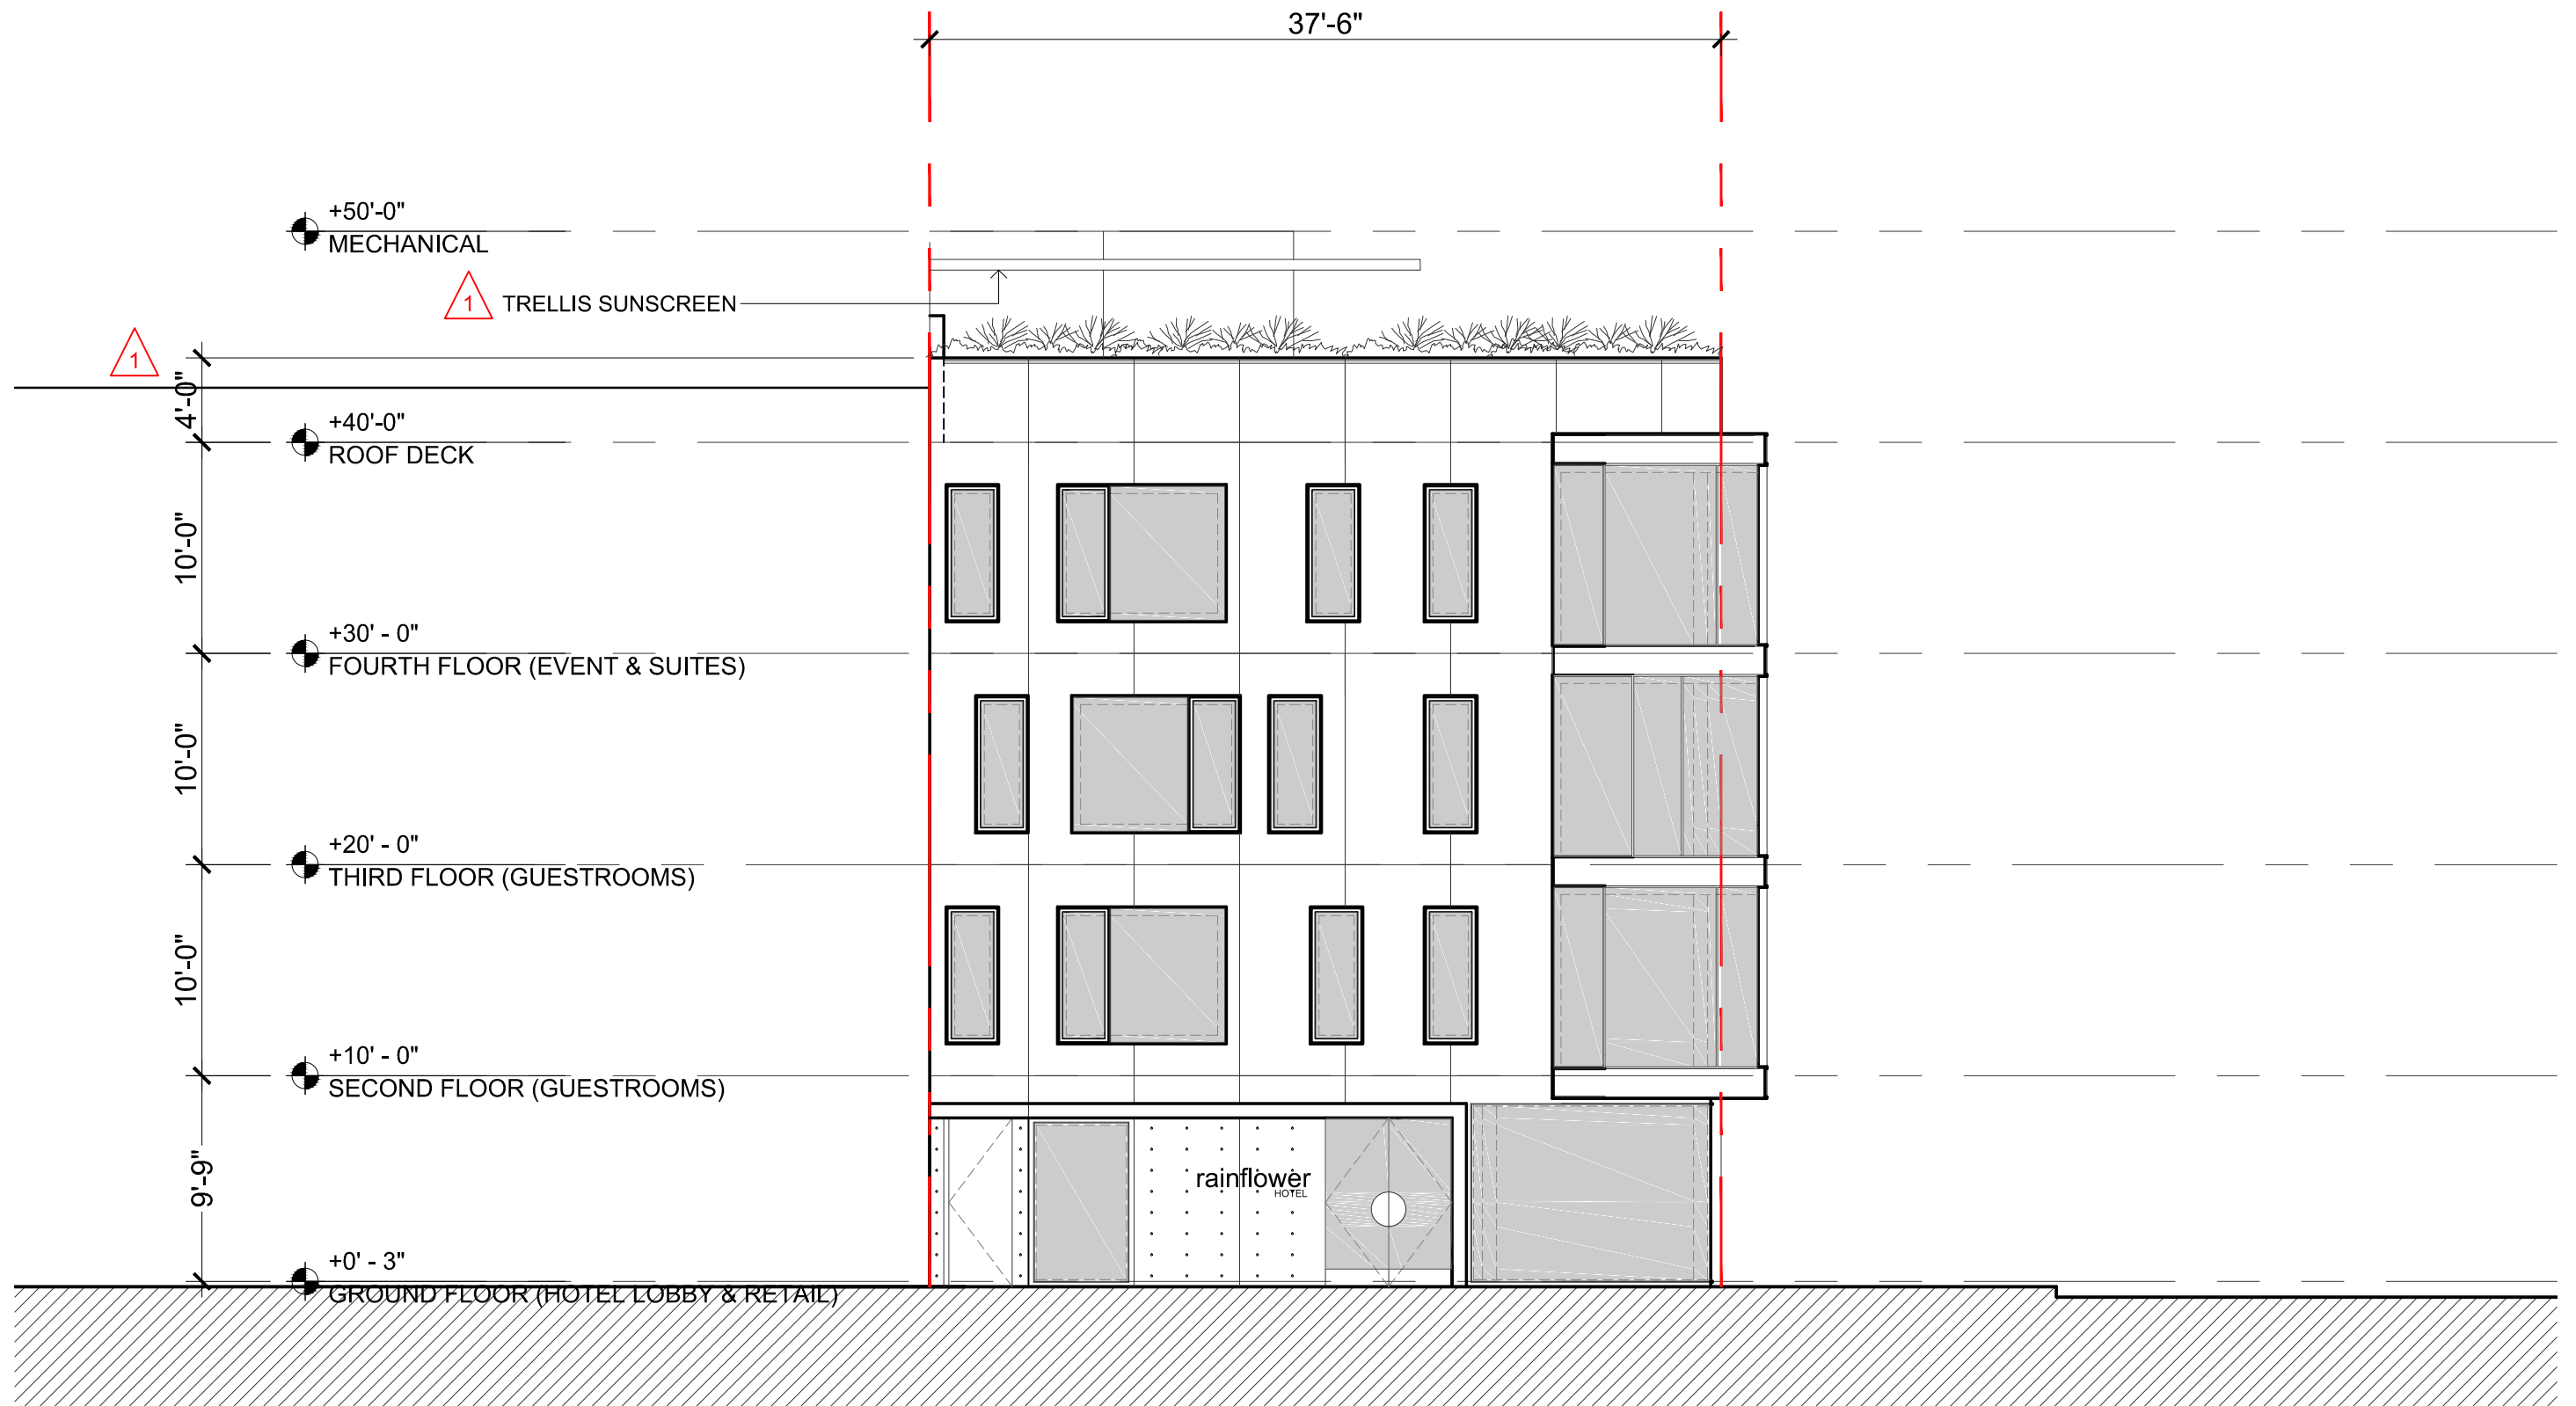 37'-6"
+50'-0"
MECHANICAL
1 TRELLIS SUNSCREEN
1
4'-0"
+40'-0"
ROOF DECK
10'-0"
+30' - 0"
FOURTH FLOOR (EVENT & SUITES)
10'-0"
+20' - 0"
THIRD FLOOR (GUESTROOMS)
10'-0"
+10' - 0"
SECOND FLOOR (GUESTROOMS)
9'-9"
rainflower
HOTEL
+0' - 3"
GROUND FLOOR (HOTEL LOBBY & RETAIL)